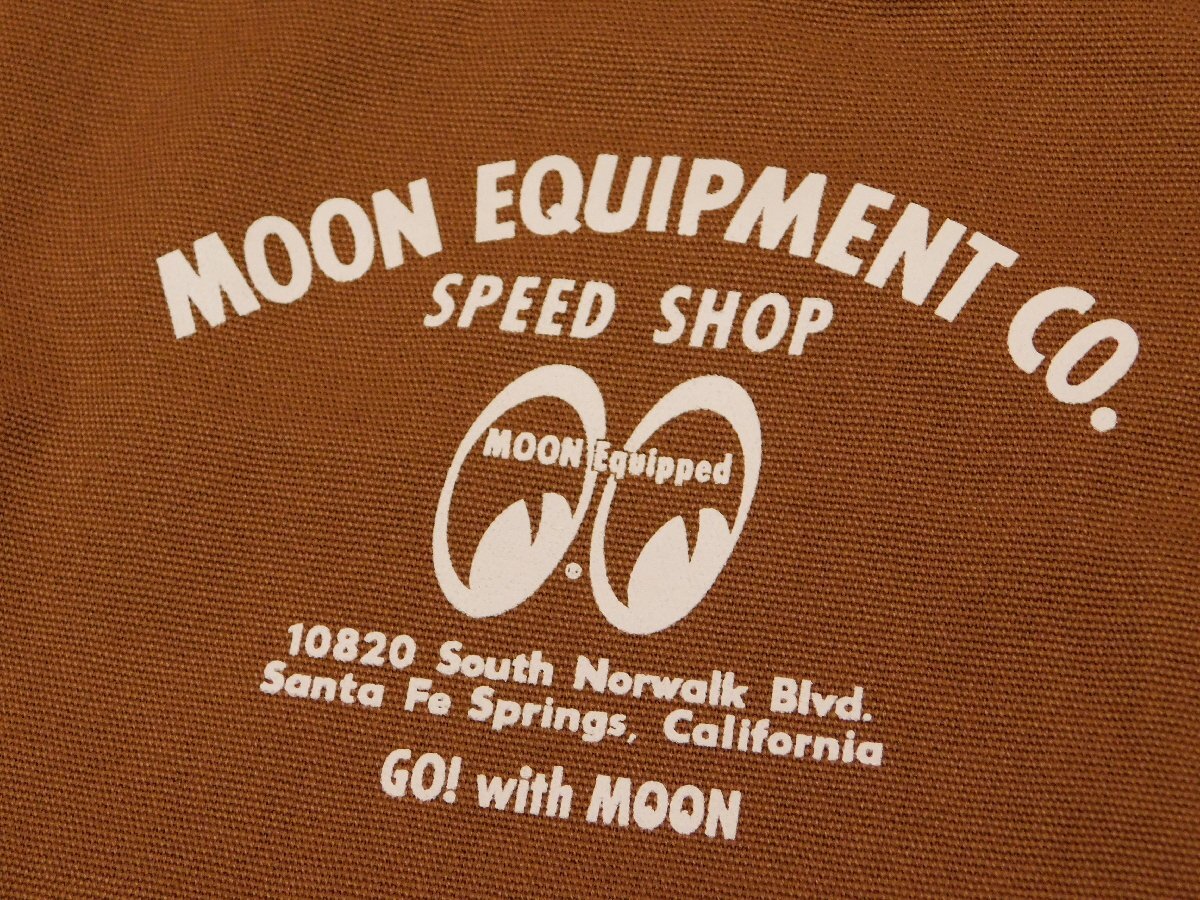 MOON EQUIPMENT CO.
SPEED SHOP
MOON Equipped
10820 South Norwalk Blvd.
Santa Fe Springs, California
GO! with MOON